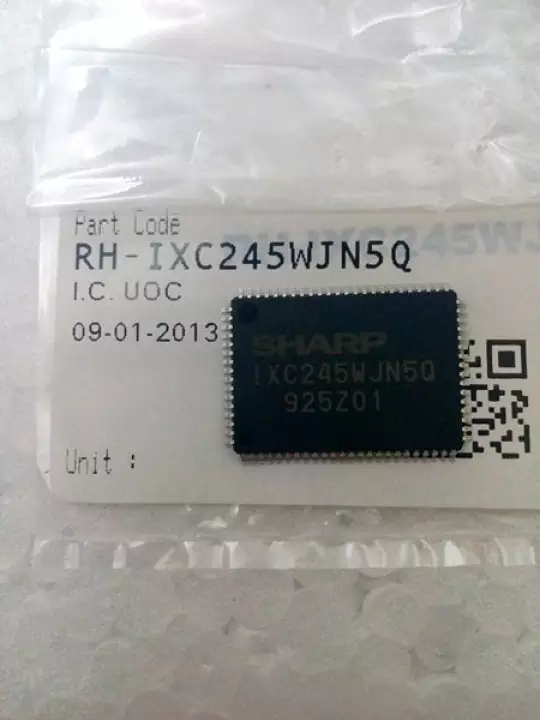 Part Code
RH-IXC245WJN5Q
I.C. UOC
09-01-2013
SHARP
IXC245WJN5Q
925Z01
Unit :